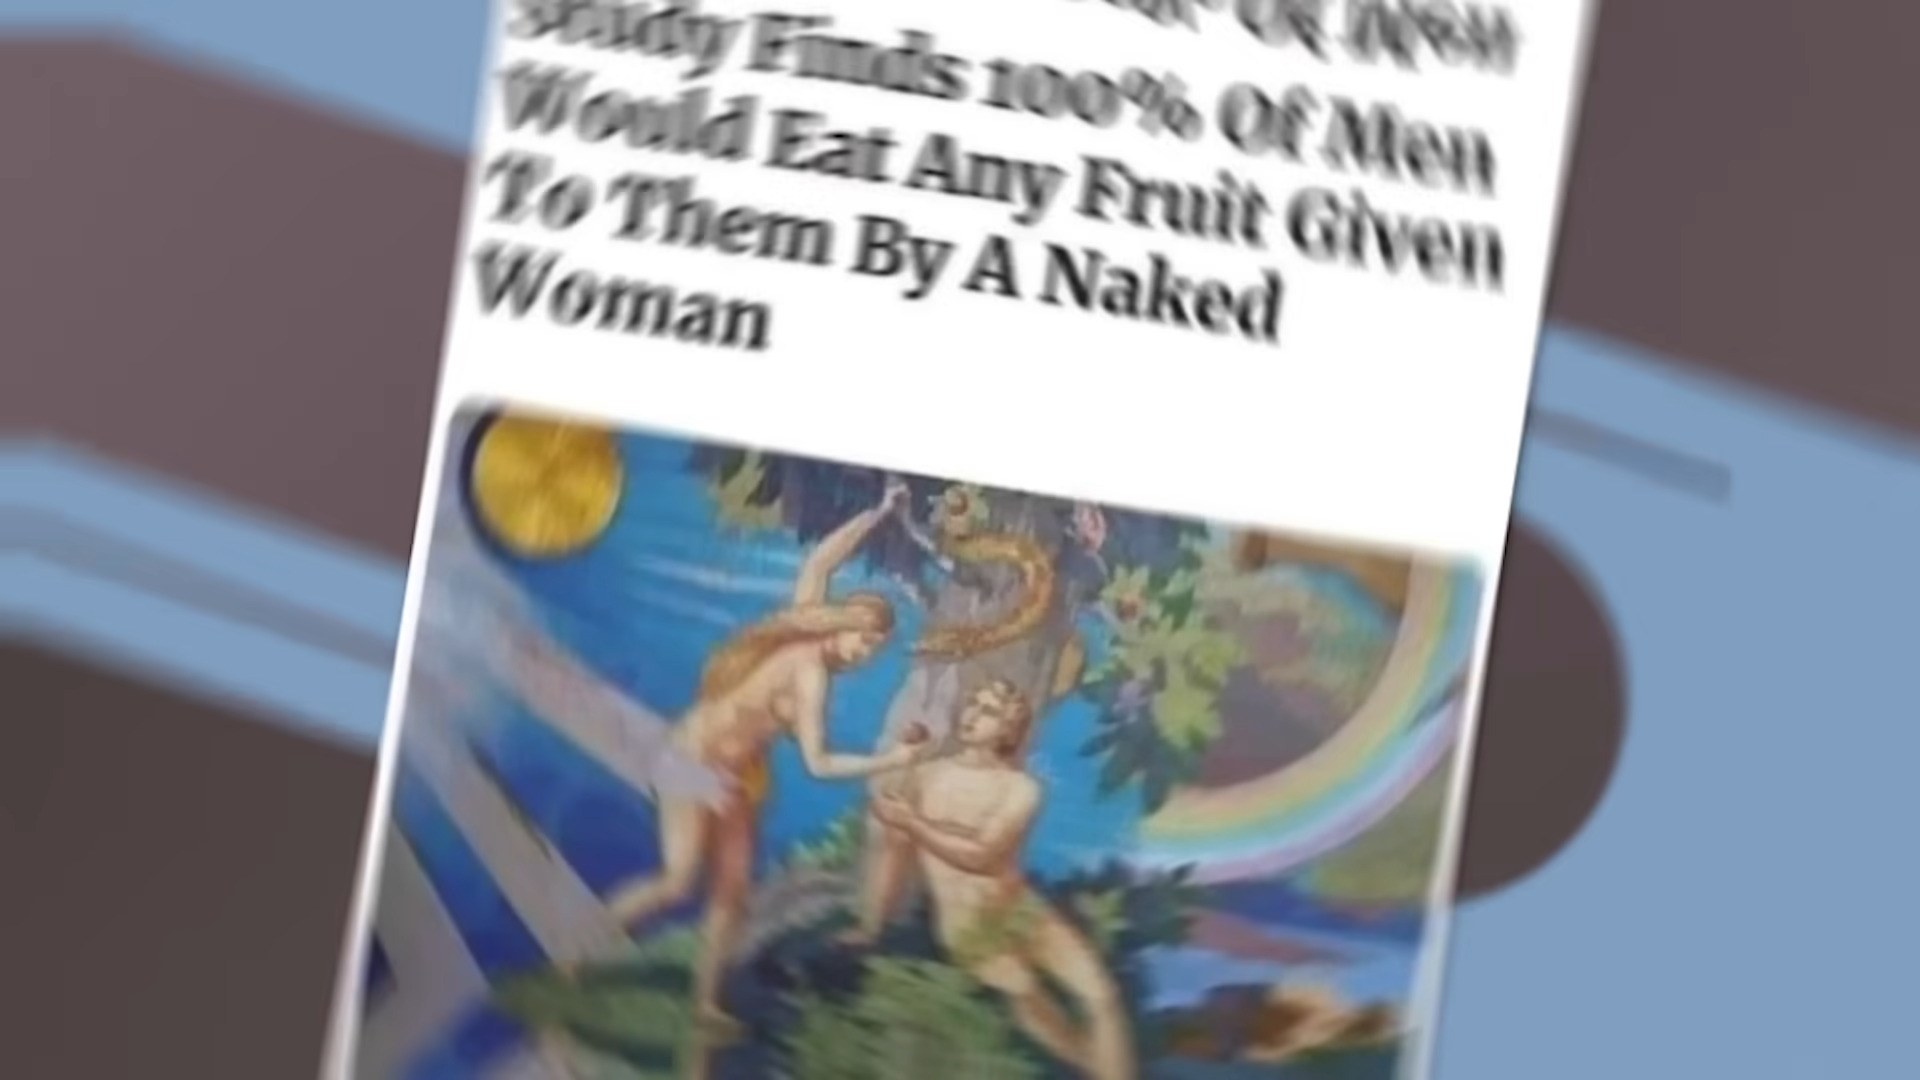 Study Finds 100% Of Men
Would Eat Any Fruit Given
To Them By A Naked
Woman